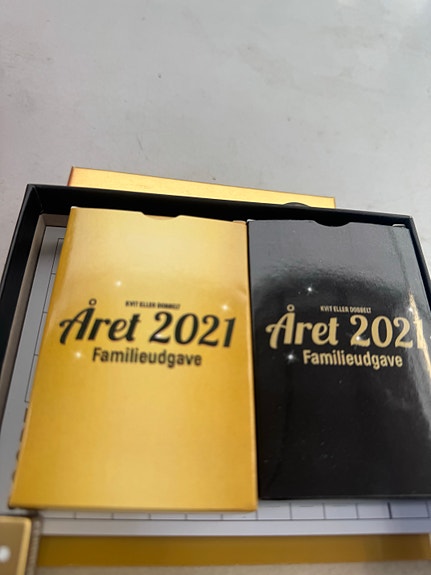 KVIT ELLER DOBBELT
Året 2021
Familieudgave
KVIT ELLER DOBBELT
Året 2021
Familieudgave